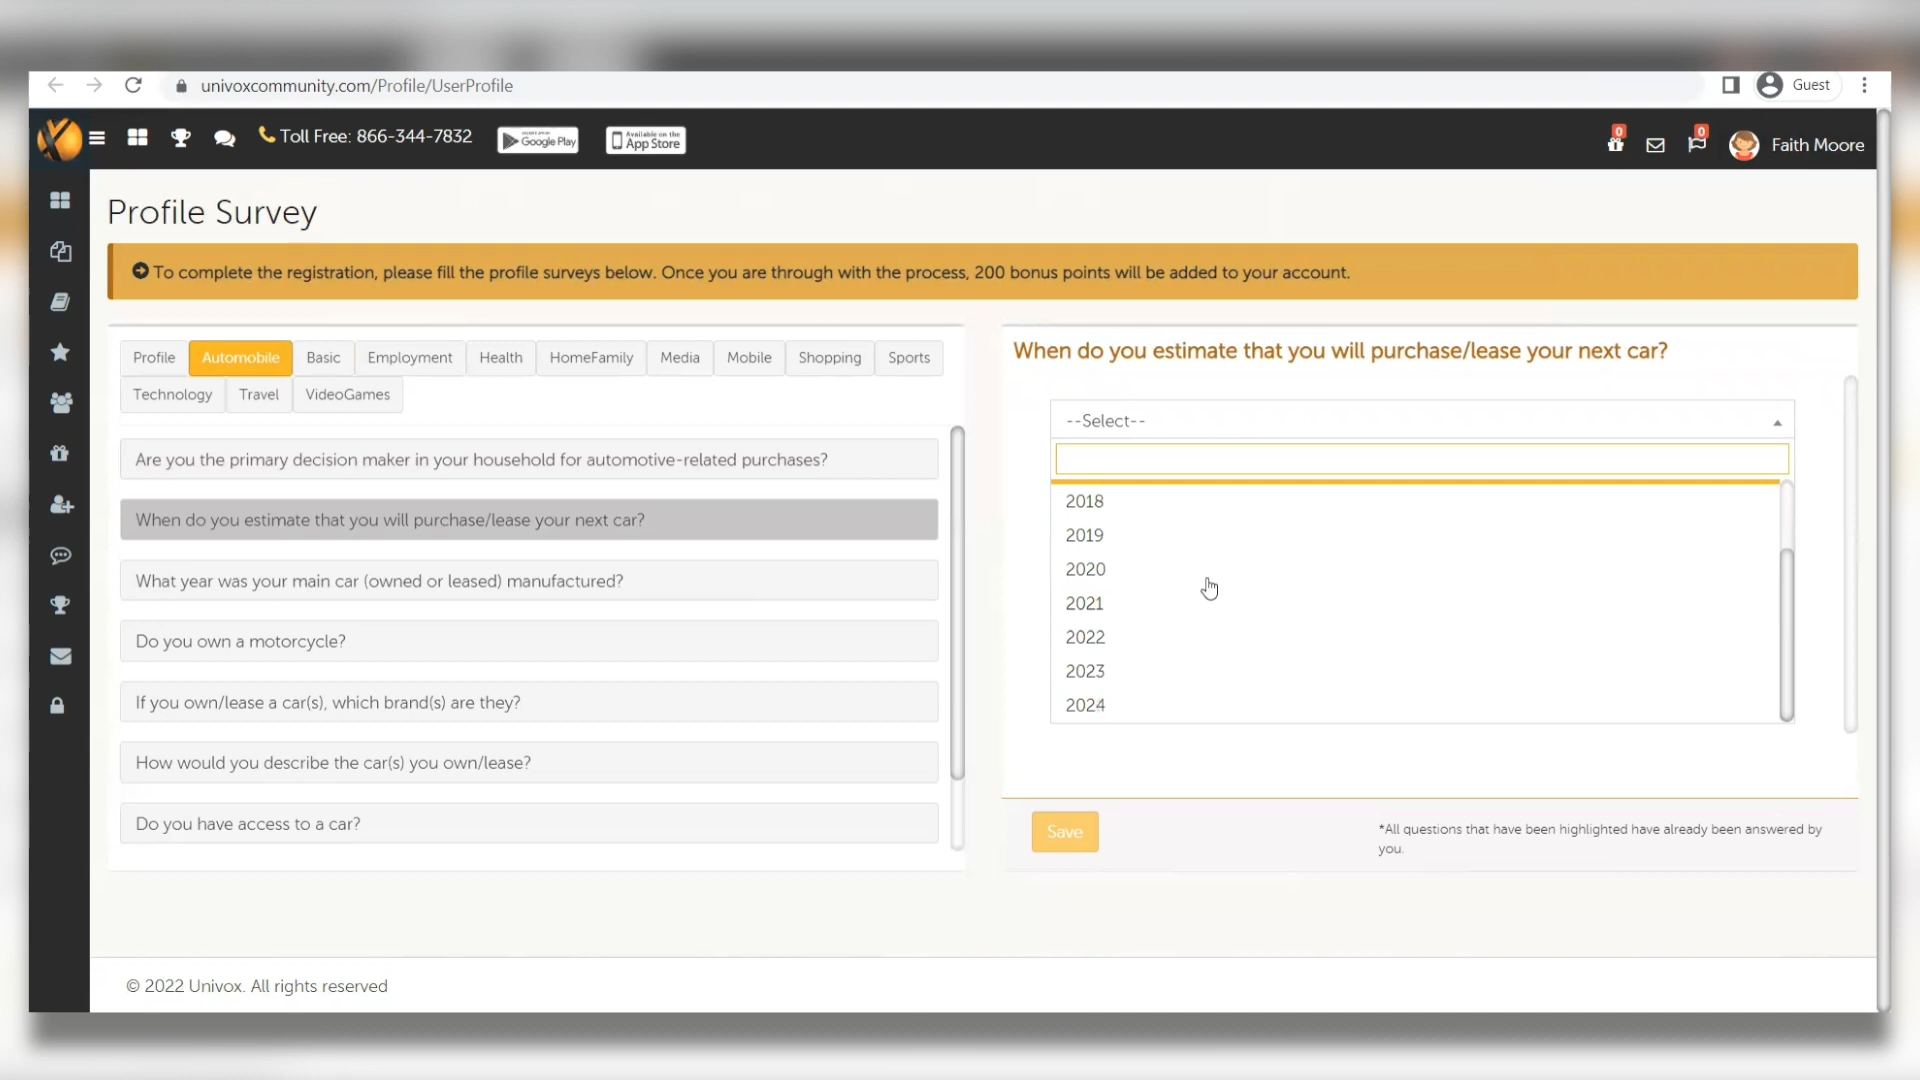 univoxcommunity.com/Profile/UserProfile
Guest
Toll Free: 866-344-7832
Google Play
Available on the
App Store
0
0
Faith Moore
Profile Survey
To complete the registration, please fill the profile surveys below. Once you are through with the process, 200 bonus points will be added to your account.
Profile
Automobile
Basic
Employment
Health
HomeFamily
Media
Mobile
Shopping
Sports
Technology
Travel
VideoGames
Are you the primary decision maker in your household for automotive-related purchases?
When do you estimate that you will purchase/lease your next car?
What year was your main car (owned or leased) manufactured?
Do you own a motorcycle?
If you own/lease a car(s), which brand(s) are they?
How would you describe the car(s) you own/lease?
Do you have access to a car?
When do you estimate that you will purchase/lease your next car?
--Select--
2018
2019
2020
2021
2022
2023
2024
Save
*All questions that have been highlighted have already been answered by
you.
© 2022 Univox. All rights reserved